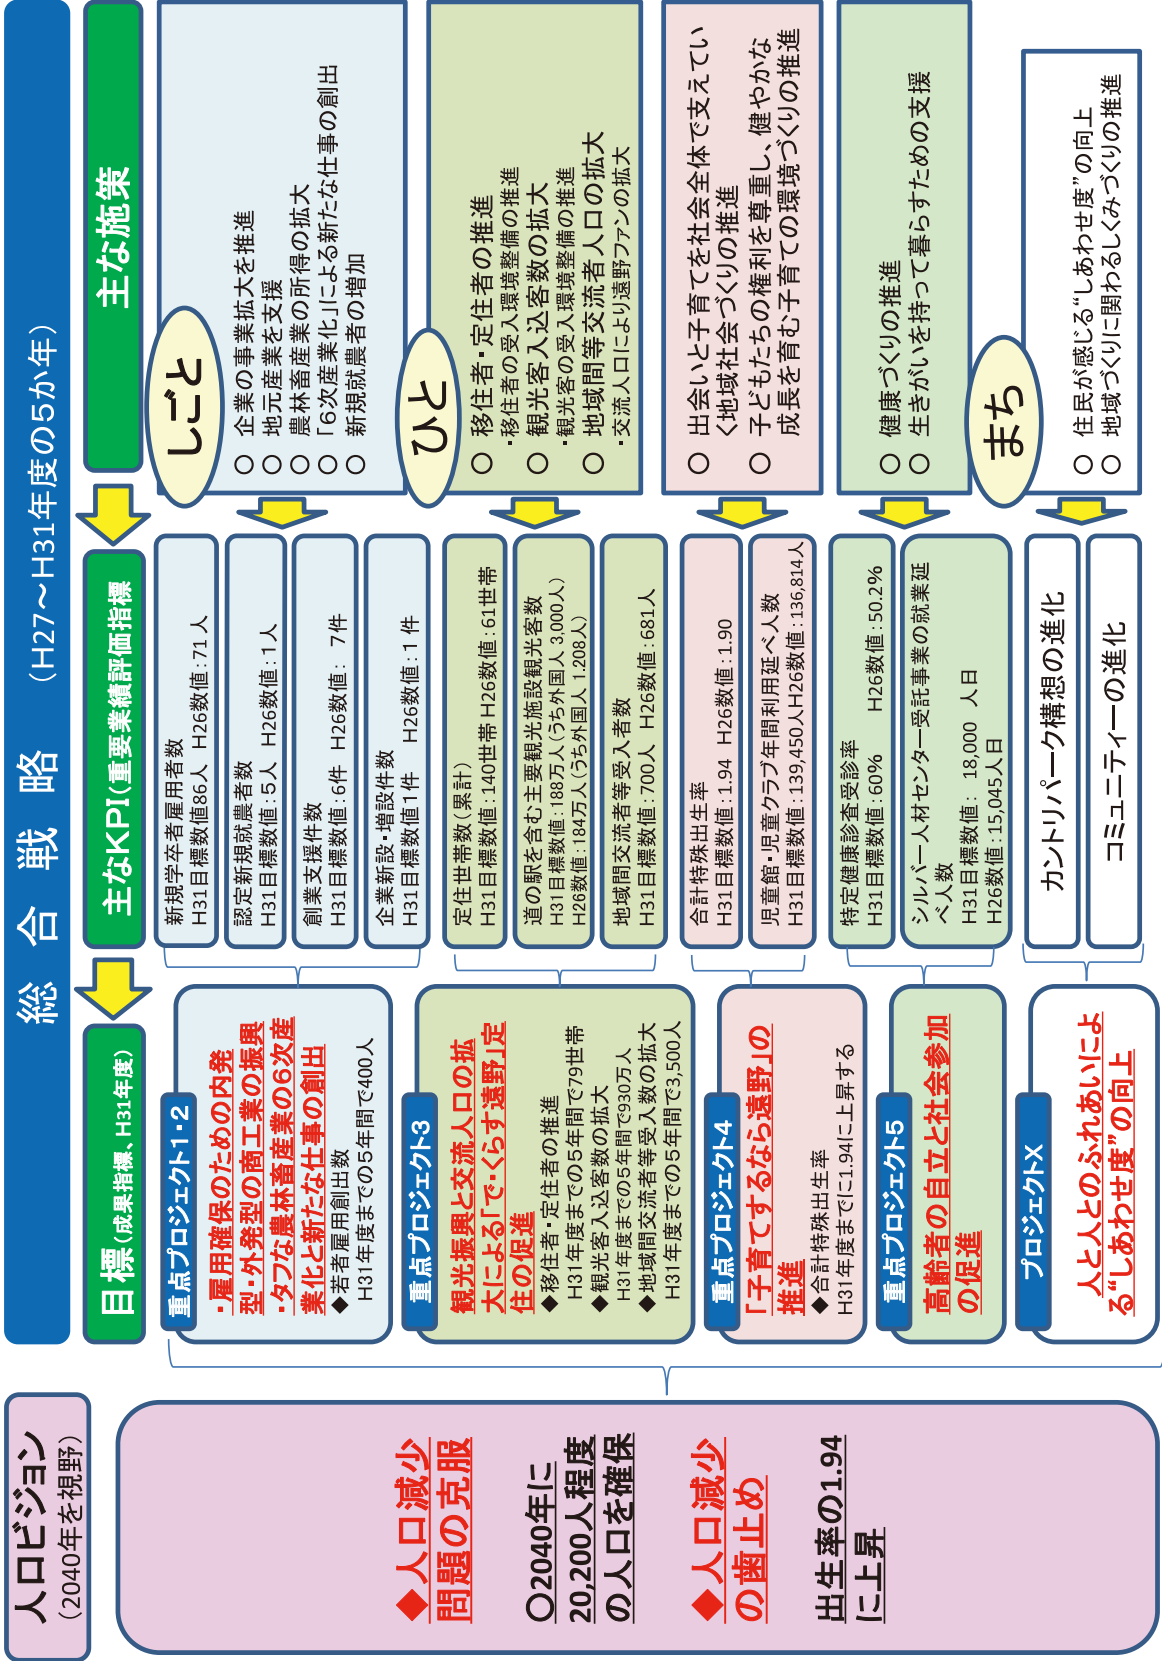 人口ビジョン
(2040年を視野)
◆人口減少
問題の克服
○2040年に
20,200人程度
の人口を確保
◆人口減少
の歯止め
出生率の1.94
に上昇
総合戦略　(H27～H31年度の5か年)
目標(成果指標、H31年度)
重点プロジェクト1・2
・雇用確保のための内発
型・外発型の商工業の振興
・タフな農林畜産業の6次産
業化と新たな仕事の創出
◆若者雇用創出数
H31年度までの5年間で400人
重点プロジェクト3
観光振興と交流人口の拡
大による「で・くらす遠野」定
住の促進
◆移住者・定住者の推進
H31年度までの5年間で79世帯
◆観光客入込客数の拡大
H31年度までの5年間で930万人
◆地域間交流者等受入数の拡大
H31年度までの5年間で3,500人
重点プロジェクト4
「子育てするなら遠野」の
推進
◆合計特殊出生率
H31年度までに1.94に上昇する
重点プロジェクト5
高齢者の自立と社会参加
の促進
プロジェクトX
人と人とのふれあいによ
る“しあわせ度”の向上
主なKPI(重要業績評価指標
新規学卒者雇用者数
H31目標数値86人 H26数値:71人
認定新規就農者数
H31目標数値:5人 H26数値:1人
創業支援件数
H31目標数値:6件 H26数値: 7件
企業新設・増設件数
H31目標数値1件 H26数値:1件
定住世帯数(累計)
H31目標数値:140世帯 H26数値:61世帯
道の駅を含む主要観光施設観光客数
H31目標数値:188万人(うち外国人 3,000人)
H26数値:184万人(うち外国人 1.208人)
地域間交流者等受入者数
H31目標数値:700人 H26数値:681人
合計特殊出生率
H31目標数値:1.94 H26数値:1.90
児童館・児童クラブ年間利用延べ人数
H31目標数値:139,450人H26数値:136,814人
特定健康診査受診率
H31目標数値:60% H26数値:50.2%
シルバー人材センター受託事業の就業延
べ人数
H31目標数値: 18,000 人日
H26数値:15,045人日
カントリパーク構想の進化
コミュニティーの進化
主な施策
しごと
○ 企業の事業拡大を推進
○ 地元産業を支援
○ 農林畜産業の所得の拡大
○ 「6次産業化」による新たな仕事の創出
○ 新規就農者の増加
ひと
○ 移住者・定住者の推進
・移住者の受入環境整備の推進
○ 観光客入込客数の拡大
・観光客の受入環境整備の推進
○ 地域間等交流者人口の拡大
・交流人口により遠野ファンの拡大
○ 出会いと子育てを社会全体で支えてい
く地域社会づくりの推進
○ 子どもたちの権利を尊重し、健やかな
成長を育む子育ての環境づくりの推進
○ 健康づくりの推進
○ 生きがいを持って暮らすための支援
まち
○ 住民が感じる“しあわせ度”の向上
○ 地域づくりに関わるしくみづくりの推進